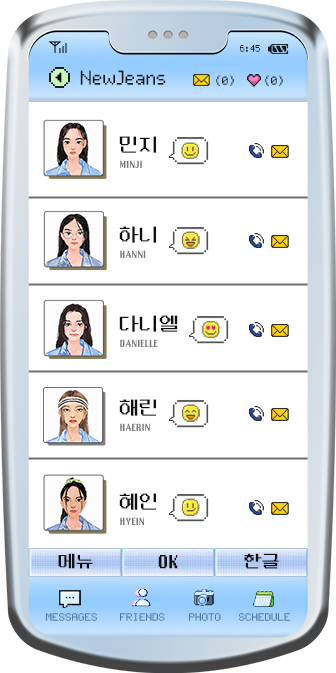 6:45
NewJeans (0) (0)
민지
MINJI
하니
HANNI
다니엘
DANIELLE
해린
HAERIN
혜인
HYEIN
메뉴 OK 한글
MESSAGES FRIENDS PHOTO SCHEDULE